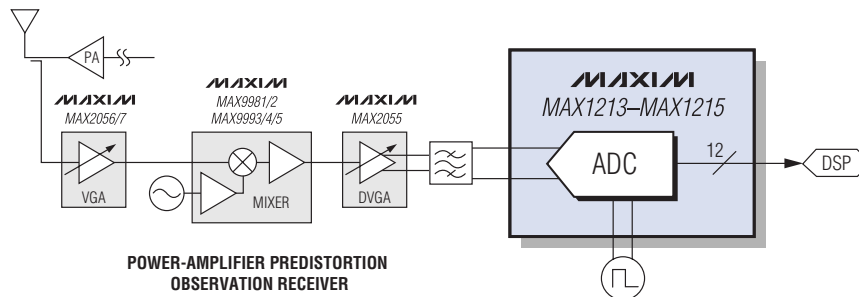 PA
MAXIM
MAX2056/7
VGA
MAXIM
MAX9981/2
MAX9993/4/5
MIXER
MAXIM
MAX2055
DVGA
MAXIM
MAX1213–MAX1215
ADC
12
DSP
POWER-AMPLIFIER PREDISTORTION
OBSERVATION RECEIVER